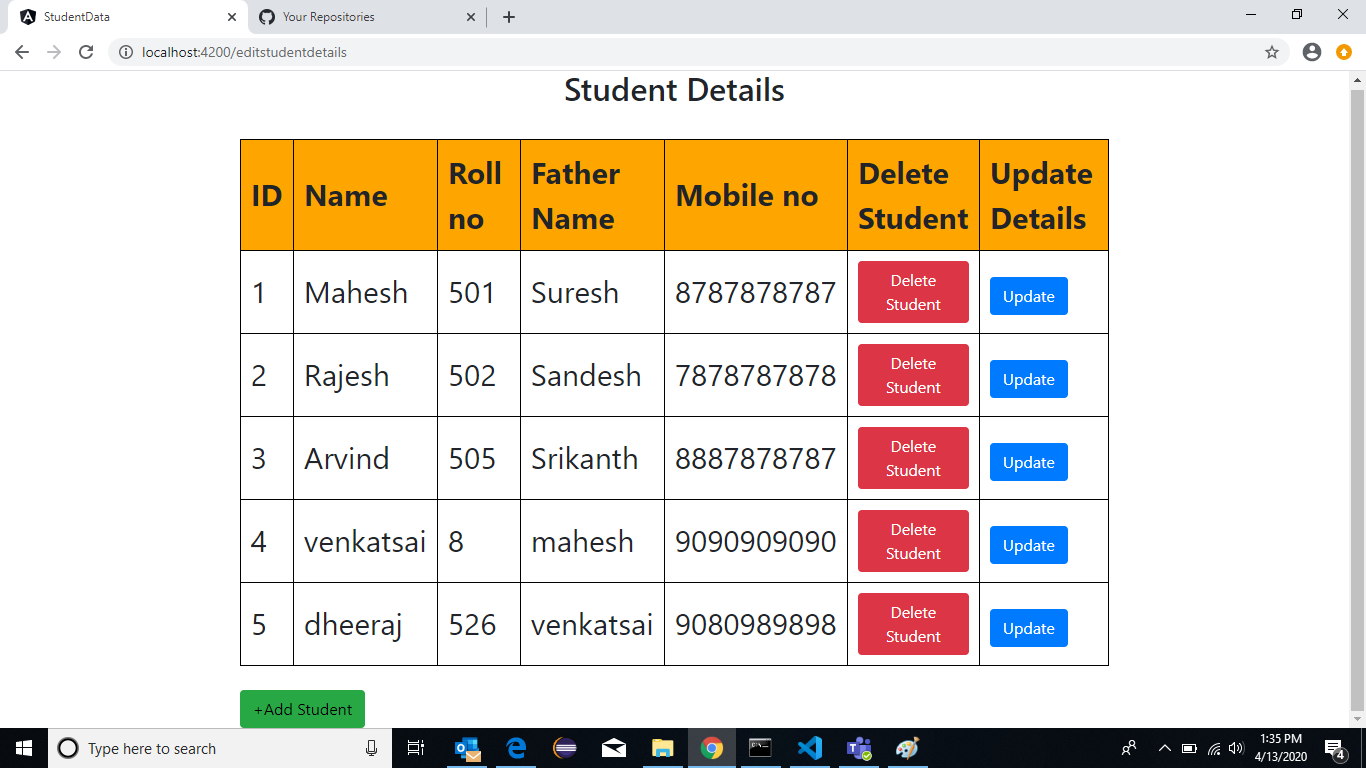 StudentData
Your Repositories
localhost:4200/editstudentdetails
Student Details
ID Name Roll no Father Name Mobile no Delete Student Update Details
1 Mahesh 501 Suresh 8787878787 Delete Student Update
2 Rajesh 502 Sandesh 7878787878 Delete Student Update
3 Arvind 505 Srikanth 8887878787 Delete Student Update
4 venkatsai 8 mahesh 9090909090 Delete Student Update
5 dheeraj 526 venkatsai 9080989898 Delete Student Update
+Add Student
Type here to search
1:35 PM
4/13/2020
4